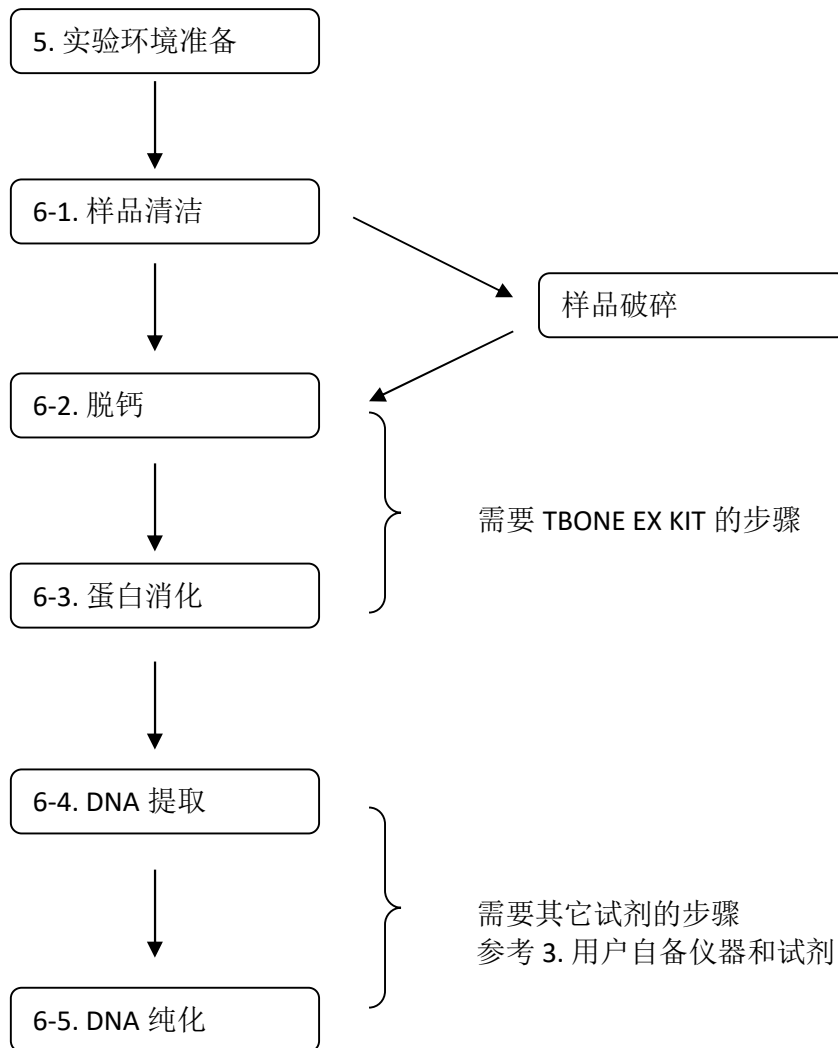 5. 实验环境准备
6-1. 样品清洁
样品破碎
6-2. 脱钙
需要 TBONE EX KIT 的步骤
6-3. 蛋白消化
6-4. DNA 提取
需要其它试剂的步骤
参考 3. 用户自备仪器和试剂
6-5. DNA 纯化